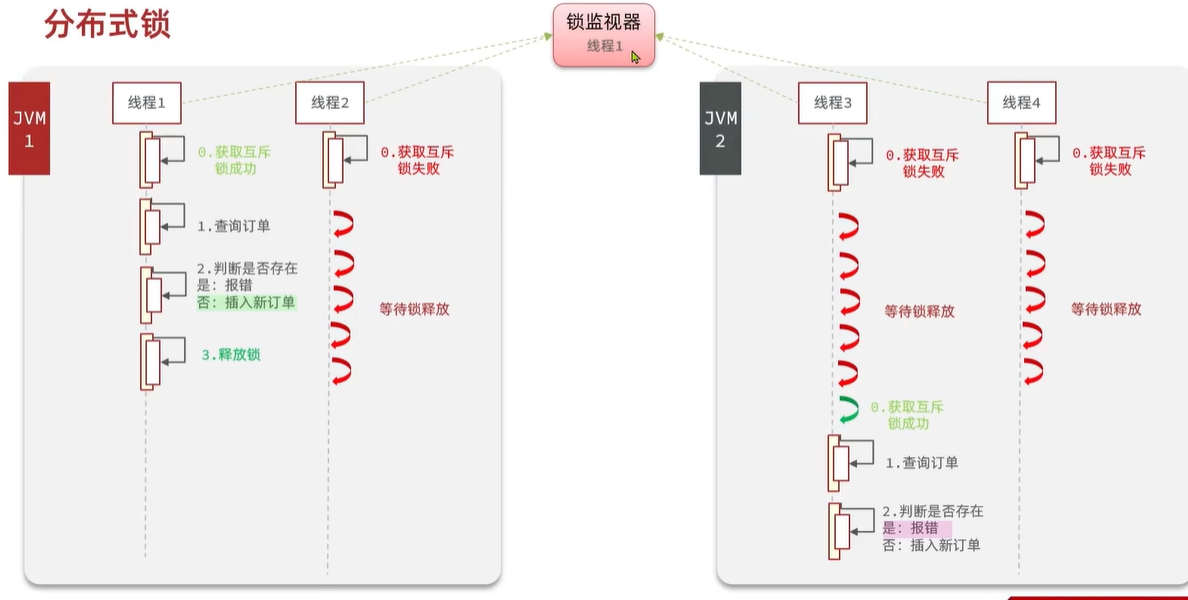 分布式锁
锁监视器
线程1
JVM
1
线程1
0.获取互斥
锁成功
1.查询订单
2.判断是否存在
是：报错
否：插入新订单
3.释放锁
线程2
0.获取互斥
锁失败
等待锁释放
JVM
2
线程3
0.获取互斥
锁失败
等待锁释放
0.获取互斥
锁成功
1.查询订单
2.判断是否存在
是：报错
否：插入新订单
线程4
0.获取互斥
锁失败
等待锁释放